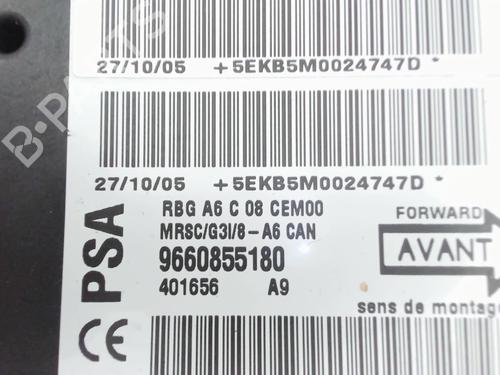 27/10/05 +5EKB5M0024747D *
27/10/05 +5EKB5M0024747D *
PSA
CE
RBG A6 C 08 CEM00
MRSC/G3I/8-A6 CAN
9660855180
401656 A9
FORWARD
AVANT
sens de montage
B-PARTS